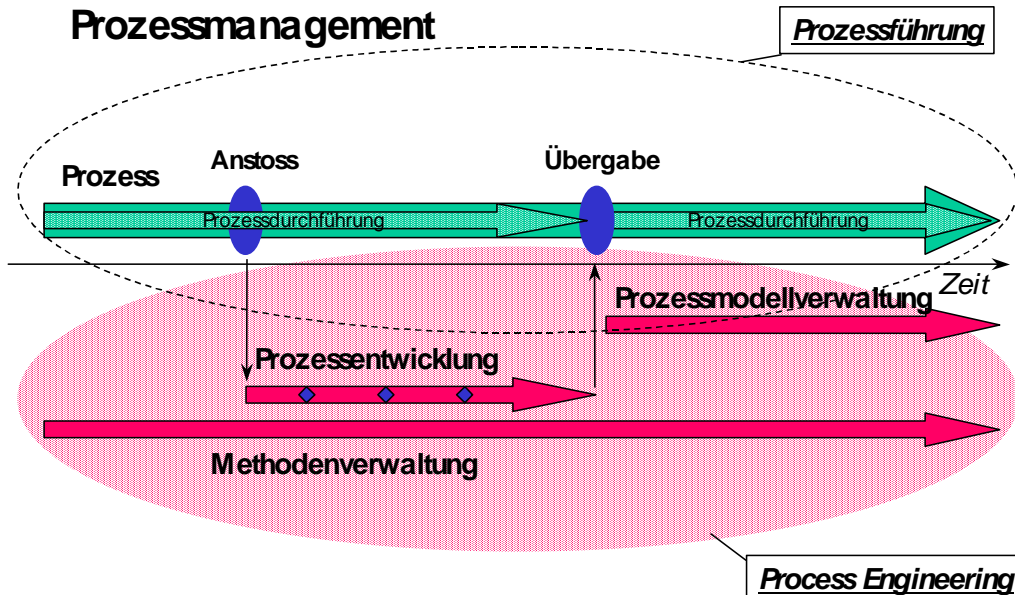 Prozessmanagement
Prozessführung
Anstoss
Übergabe
Prozess
Prozessdurchführung
Prozessdurchführung
Zeit
Prozessmodellverwaltung
Prozessentwicklung
Methodenverwaltung
Process Engineering